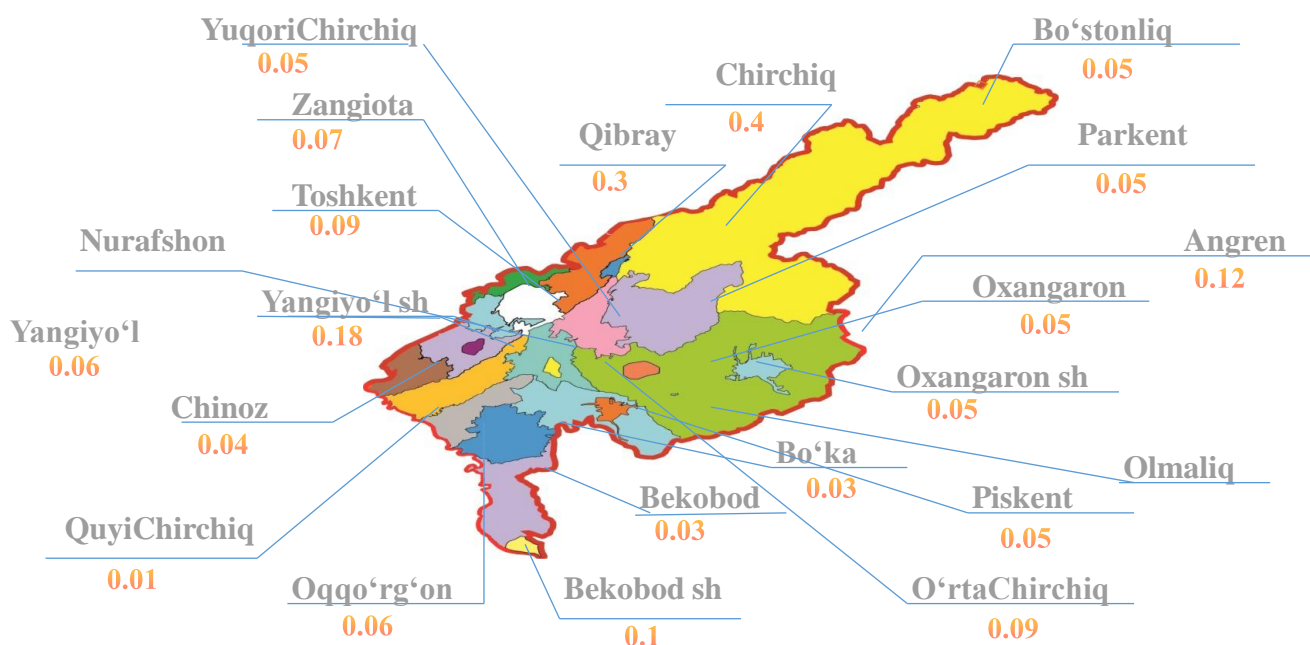 YuqoriChirchiq
0.05
Bo‘stonliq
0.05
Chirchiq
0.4
Zangiota
0.07
Qibray
0.3
Parkent
0.05
Toshkent
0.09
Nurafshon
Angren
0.12
Yangiyo‘l sh
0.18
Oxangaron
0.05
Yangiyo‘l
0.06
Oxangaron sh
0.05
Chinoz
0.04
Bo‘ka
0.03
Olmaliq
Bekobod
0.03
Piskent
0.05
QuyiChirchiq
0.01
Oqqo‘rg‘on
0.06
Bekobod sh
0.1
O‘rtaChirchiq
0.09